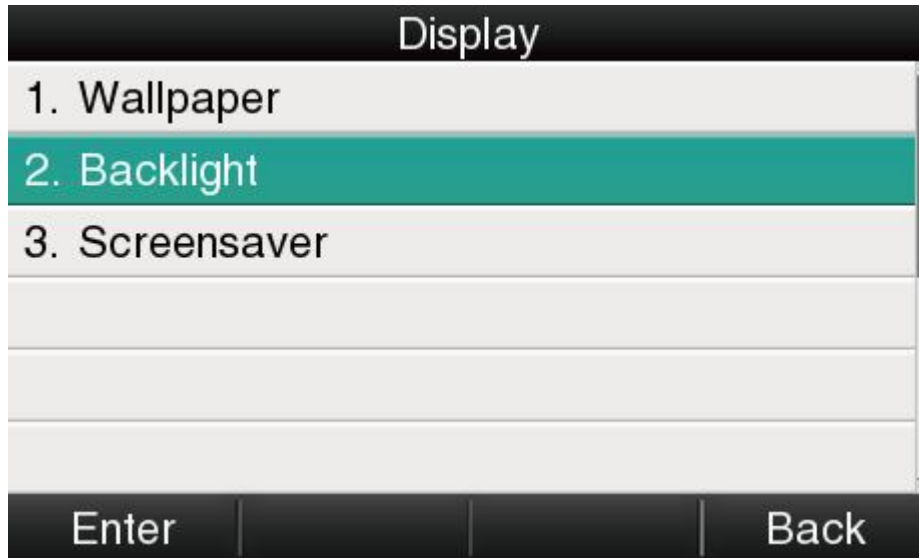 Display
1. Wallpaper
2. Backlight
3. Screensaver
Enter Back